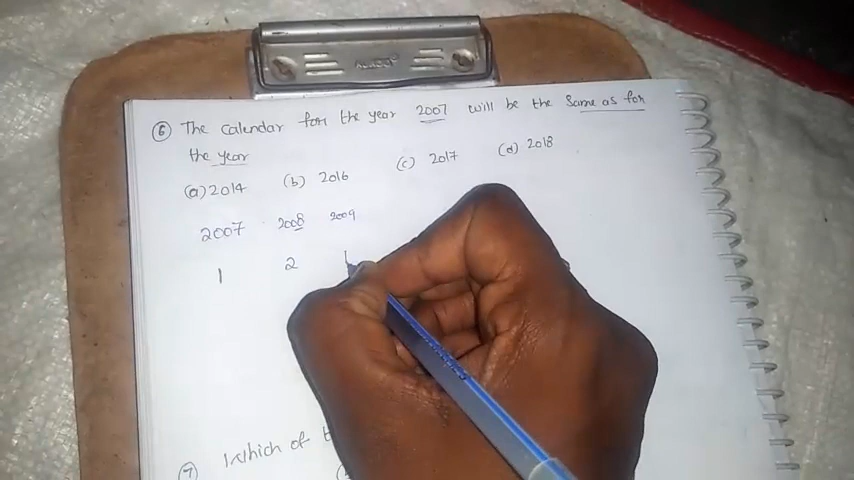 6 The calendar for the year 2007 will be the same as for
the year
(a) 2014 (b) 2016 (c) 2017 (d) 2018
2007 2008 2009
1 2 1
7 Which of